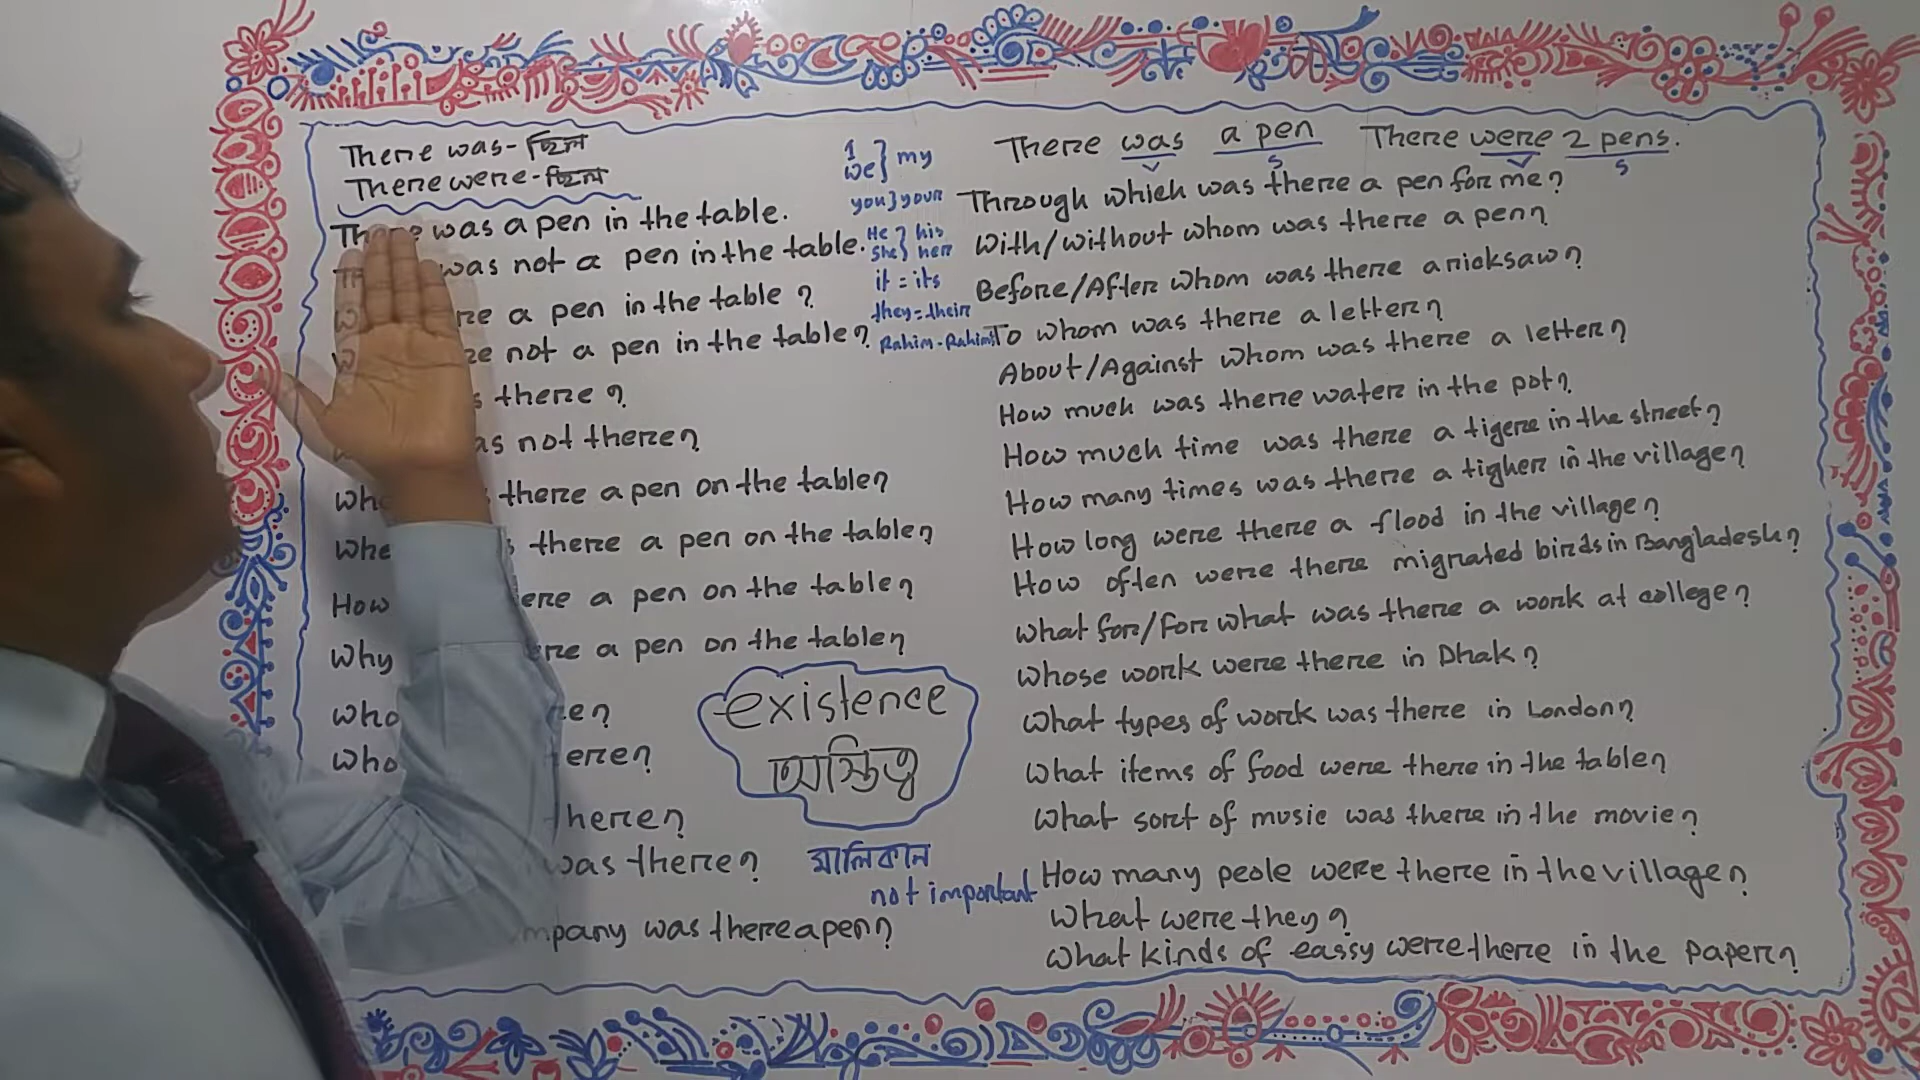 There was - ছিল
There were - ছিল
There was a pen in the table.
was not a pen in the table.
a pen in the table?
not a pen in the table?
there?
not there?
there a pen on the table?
there a pen on the table?
How a pen on the table?
Why a pen on the table?
was there?
company was there a pen?
existence
অস্তিত্ব
মালিকান
not important
I
we } my
you } your
He } his
She } her
it = its
they = their
Rahim - Rahim's
There was a pen There were 2 pens.
v s v s
Through which was there a pen for me?
With/without whom was there a pen?
Before/After whom was there a ricksaw?
To whom was there a letter?
About/Against whom was there a letter?
How much was there water in the pot?
How much time was there a tigere in the street?
How many times was there a tigher in the village?
How long were there a flood in the village?
How often were there migrated birds in Bangladesh?
What for/for what was there a work at college?
Whose work were there in Dhak?
What types of work was there in London?
What items of food were there in the table?
What sort of music was there in the movie?
How many peole were there in the village?
What were they?
What kinds of eassy were there in the paper?